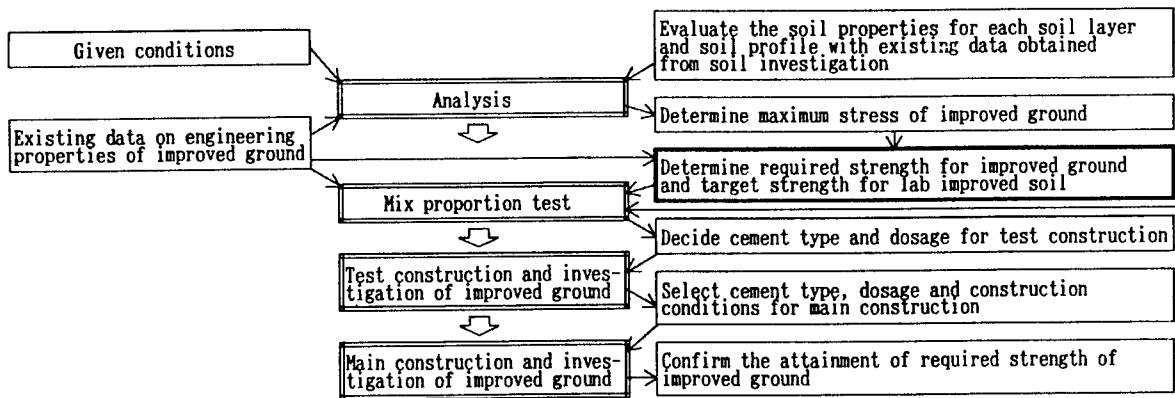 Given conditions
Evaluate the soil properties for each soil layer
and soil profile with existing data obtained
from soil investigation
Analysis
Determine maximum stress of improved ground
Existing data on engineering
properties of improved ground
Determine required strength for improved ground
and target strength for lab improved soil
Mix proportion test
Decide cement type and dosage for test construction
Test construction and inves-
tigation of improved ground
Select cement type, dosage and construction
conditions for main construction
Main construction and inves-
tigation of improved ground
Confirm the attainment of required strength of
improved ground